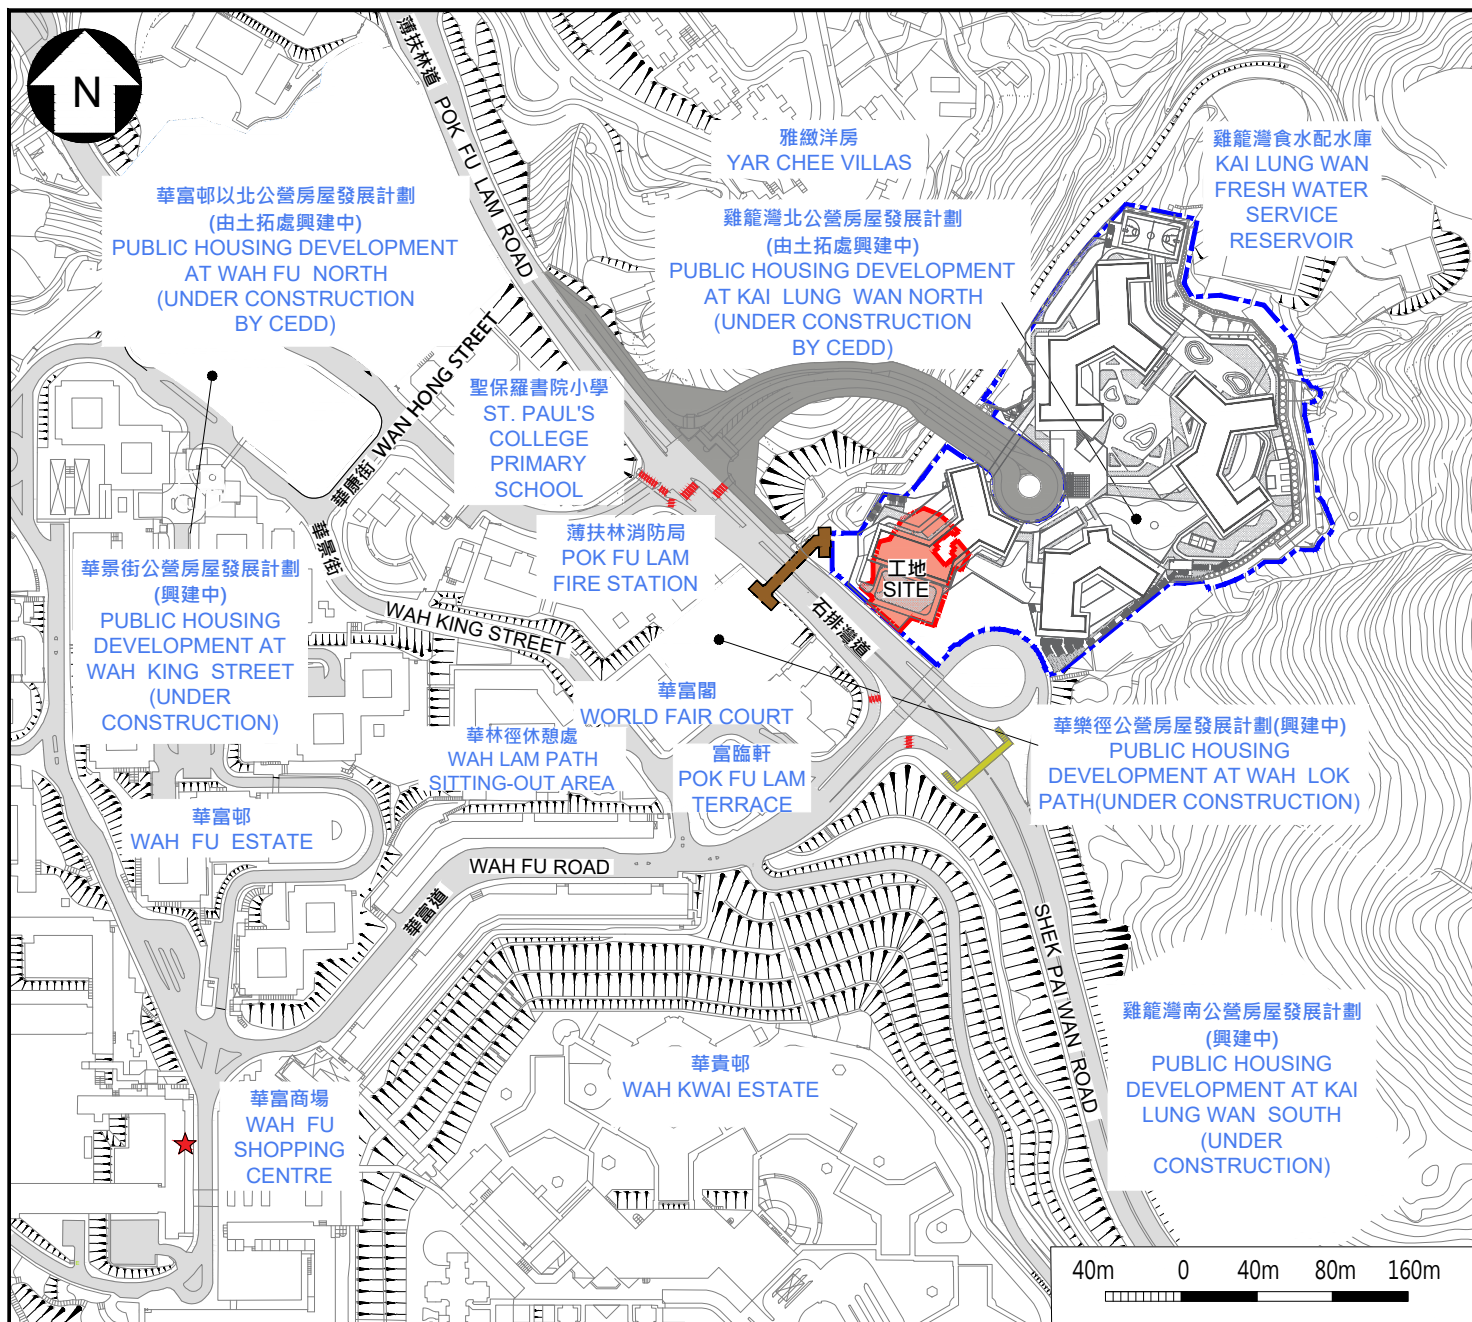 N
薄扶林道 POK FU LAM ROAD
雅緻洋房
YAR CHEE VILLAS
雞籠灣食水配水庫
KAI LUNG WAN
FRESH WATER
SERVICE
RESERVOIR
華富邨以北公營房屋發展計劃
(由土拓處興建中)
PUBLIC HOUSING DEVELOPMENT
AT WAH FU NORTH
(UNDER CONSTRUCTION
BY CEDD)
雞籠灣北公營房屋發展計劃
(由土拓處興建中)
PUBLIC HOUSING DEVELOPMENT
AT KAI LUNG WAN NORTH
(UNDER CONSTRUCTION
BY CEDD)
華康街 WAN HONG STREET
聖保羅書院小學
ST. PAUL'S
COLLEGE
PRIMARY
SCHOOL
薄扶林消防局
POK FU LAM
FIRE STATION
華景街
WAH KING STREET
華景街公營房屋發展計劃
(興建中)
PUBLIC HOUSING
DEVELOPMENT AT
WAH KING STREET
(UNDER
CONSTRUCTION)
工地
SITE
石排灣道
華富閣
WORLD FAIR COURT
華林徑休憩處
WAH LAM PATH
SITTING-OUT AREA
富臨軒
POK FU LAM
TERRACE
華樂徑公營房屋發展計劃(興建中)
PUBLIC HOUSING
DEVELOPMENT AT WAH LOK
PATH(UNDER CONSTRUCTION)
華富邨
WAH FU ESTATE
WAH FU ROAD
華富道
SHEK PAI WAN ROAD
華貴邨
WAH KWAI ESTATE
雞籠灣南公營房屋發展計劃
(興建中)
PUBLIC HOUSING
DEVELOPMENT AT KAI
LUNG WAN SOUTH
(UNDER
CONSTRUCTION)
華富商場
WAH FU
SHOPPING
CENTRE
40m 0 40m 80m 160m